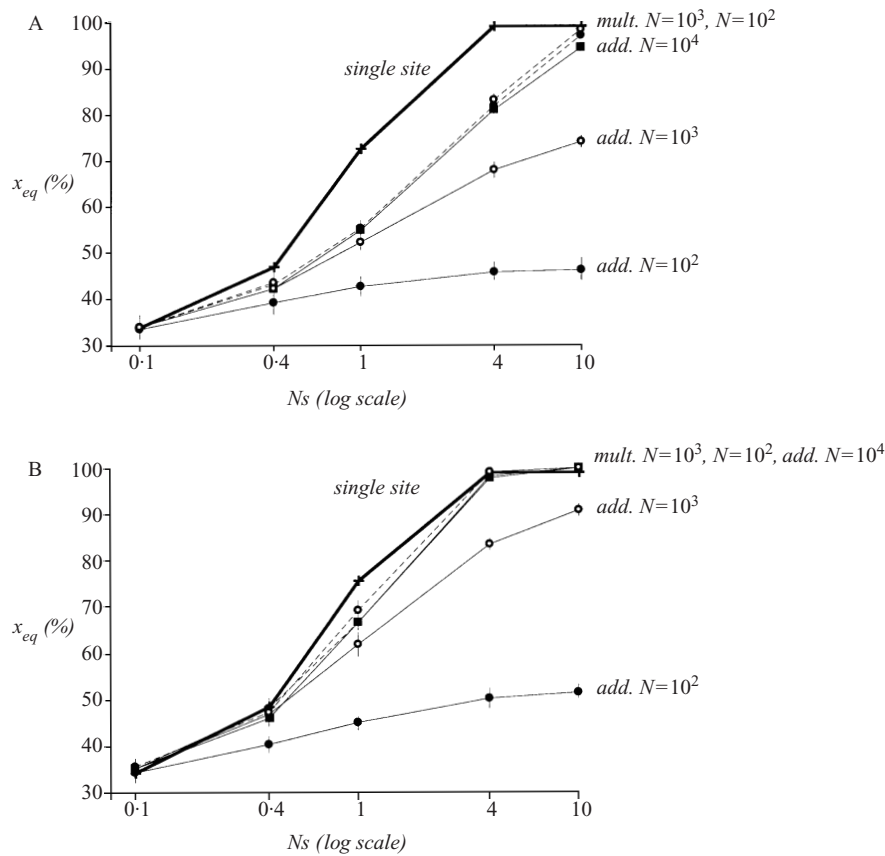 A
100
90
80
70
60
50
40
30
x_eq (%)
single site
mult. N=10³, N=10²
add. N=10⁴
add. N=10³
add. N=10²
0·1 0·4 1 4 10
Ns (log scale)
B
100
90
80
70
60
50
40
30
x_eq (%)
single site
mult. N=10³, N=10², add. N=10⁴
add. N=10³
add. N=10²
0·1 0·4 1 4 10
Ns (log scale)